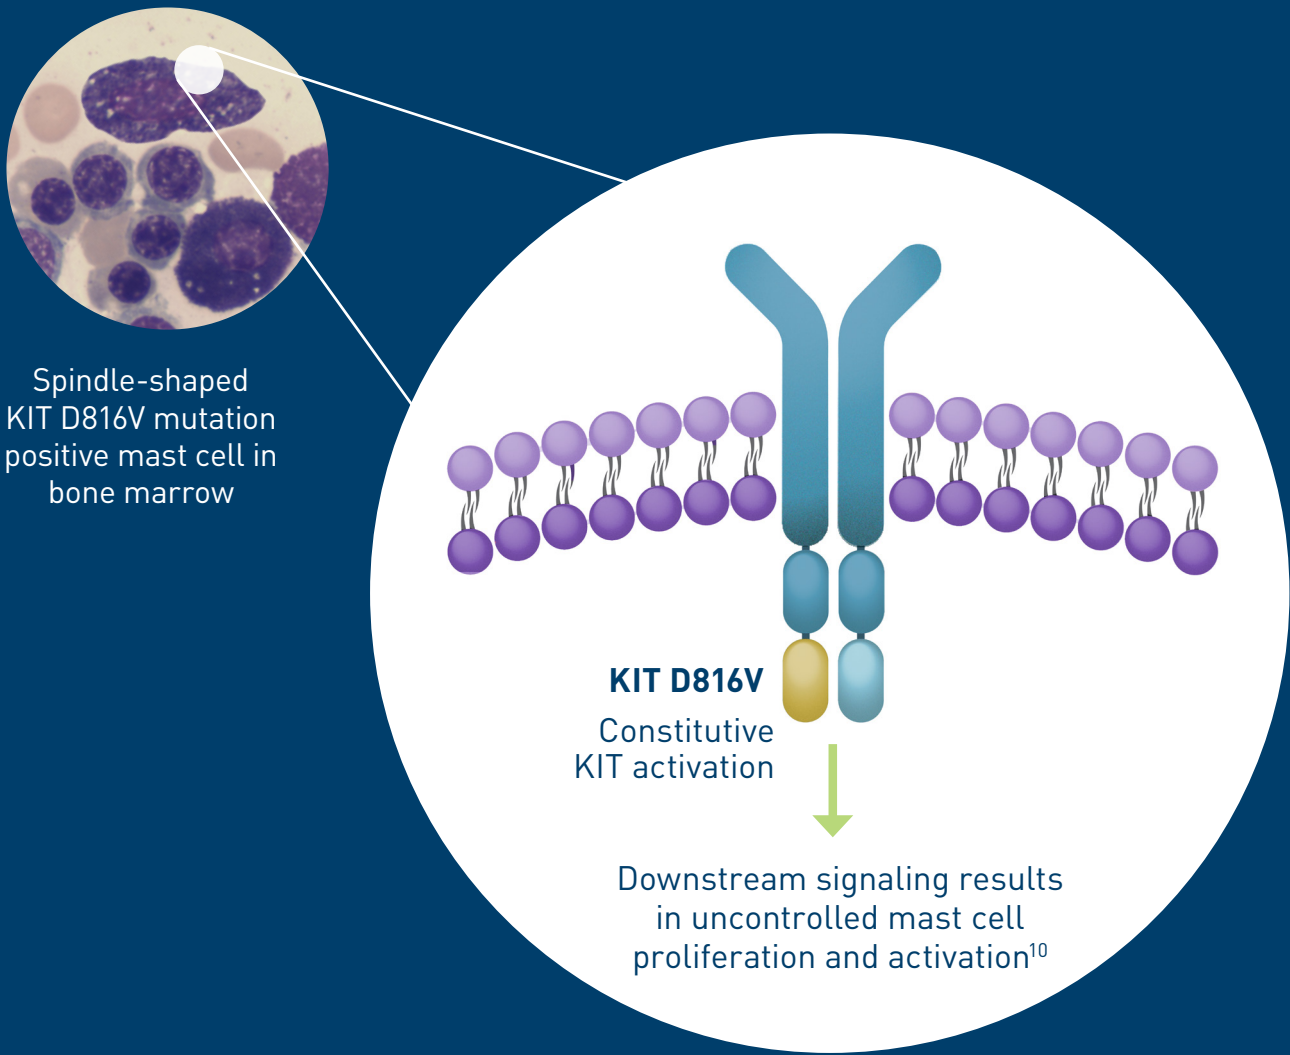 Spindle-shaped
KIT D816V mutation
positive mast cell in
bone marrow
KIT D816V
Constitutive
KIT activation
Downstream signaling results
in uncontrolled mast cell
proliferation and activation¹⁰